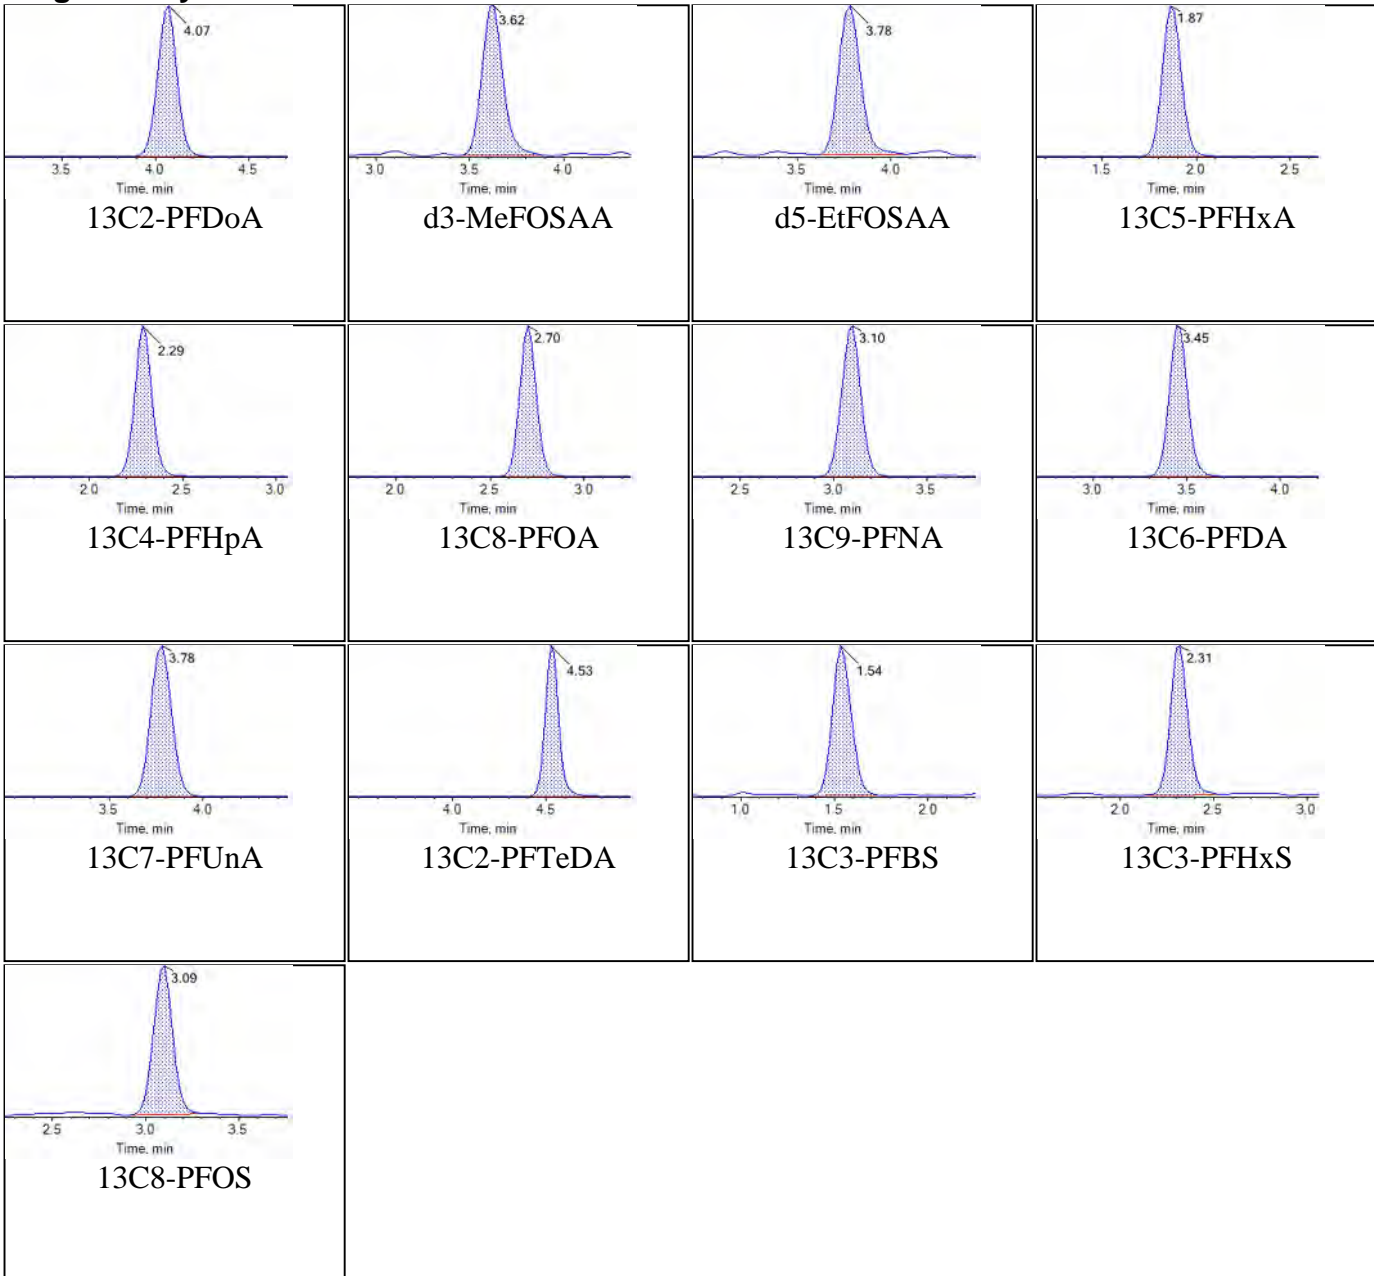 4.07
3.5 4.0 4.5
Time, min
13C2-PFDoA
3.62
3.0 3.5 4.0
Time, min
d3-MeFOSAA
3.78
3.5 4.0
Time, min
d5-EtFOSAA
1.87
1.5 2.0 2.5
Time, min
13C5-PFHxA
2.29
2.0 2.5 3.0
Time, min
13C4-PFHpA
2.70
2.0 2.5 3.0
Time, min
13C8-PFOA
3.10
2.5 3.0 3.5
Time, min
13C9-PFNA
3.45
3.0 3.5 4.0
Time, min
13C6-PFDA
3.78
3.5 4.0
Time, min
13C7-PFUnA
4.53
4.0 4.5
Time, min
13C2-PFTeDA
1.54
1.0 1.5 2.0
Time, min
13C3-PFBS
2.31
2.0 2.5 3.0
Time, min
13C3-PFHxS
3.09
2.5 3.0 3.5
Time, min
13C8-PFOS